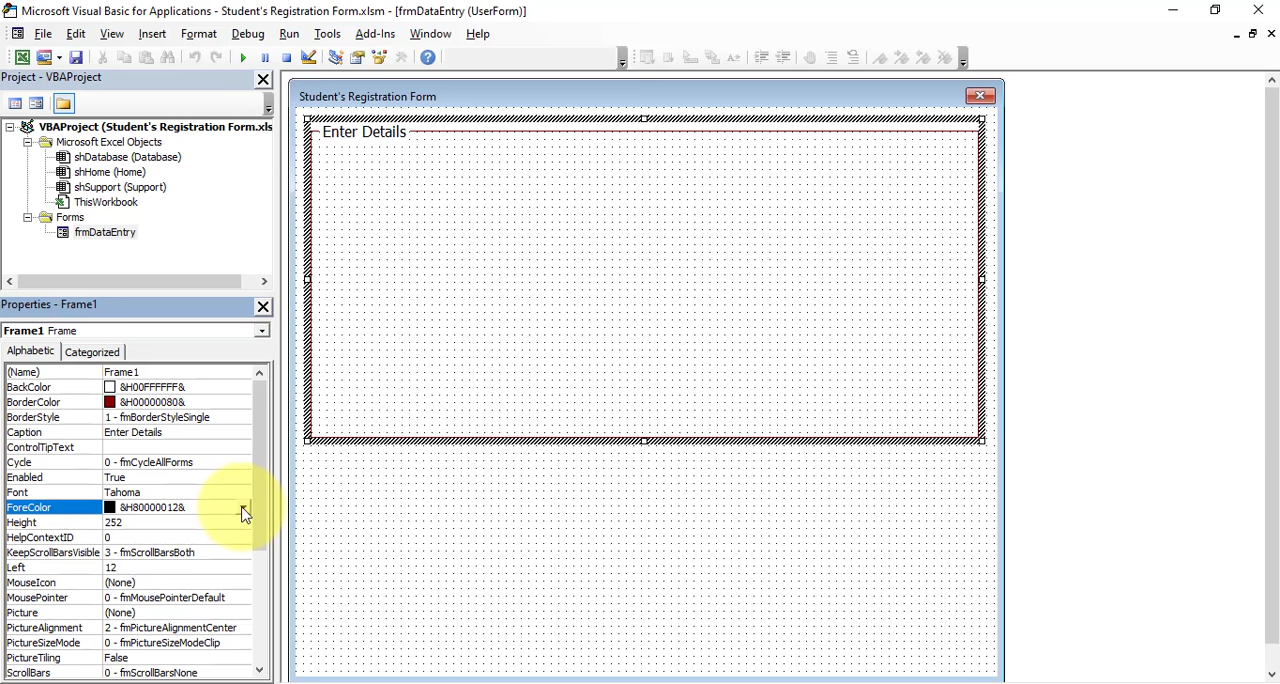 Microsoft Visual Basic for Applications - Student's Registration Form.xlsm - [frmDataEntry (UserForm)]
File Edit View Insert Format Debug Run Tools Add-Ins Window Help
Project - VBAProject
VBAProject (Student's Registration Form.xls
Microsoft Excel Objects
shDatabase (Database)
shHome (Home)
shSupport (Support)
ThisWorkbook
Forms
frmDataEntry
Properties - Frame1
Frame1 Frame
Alphabetic Categorized
(Name) Frame1
BackColor &H00FFFFFF&
BorderColor &H00000080&
BorderStyle 1 - fmBorderStyleSingle
Caption Enter Details
ControlTipText
Cycle 0 - fmCycleAllForms
Enabled True
Font Tahoma
ForeColor &H80000012&
Height 252
HelpContextID 0
KeepScrollBarsVisible 3 - fmScrollBarsBoth
Left 12
MouseIcon (None)
MousePointer 0 - fmMousePointerDefault
Picture (None)
PictureAlignment 2 - fmPictureAlignmentCenter
PictureSizeMode 0 - fmPictureSizeModeClip
PictureTiling False
ScrollBars 0 - fmScrollBarsNone
Student's Registration Form
Enter Details